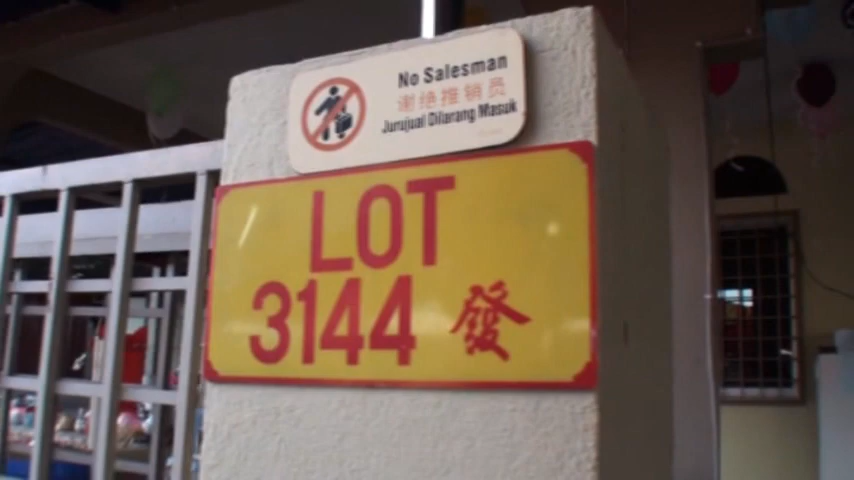 No Salesman
谢绝推销员
Jurujual Dilarang Masuk
LOT
3144 發